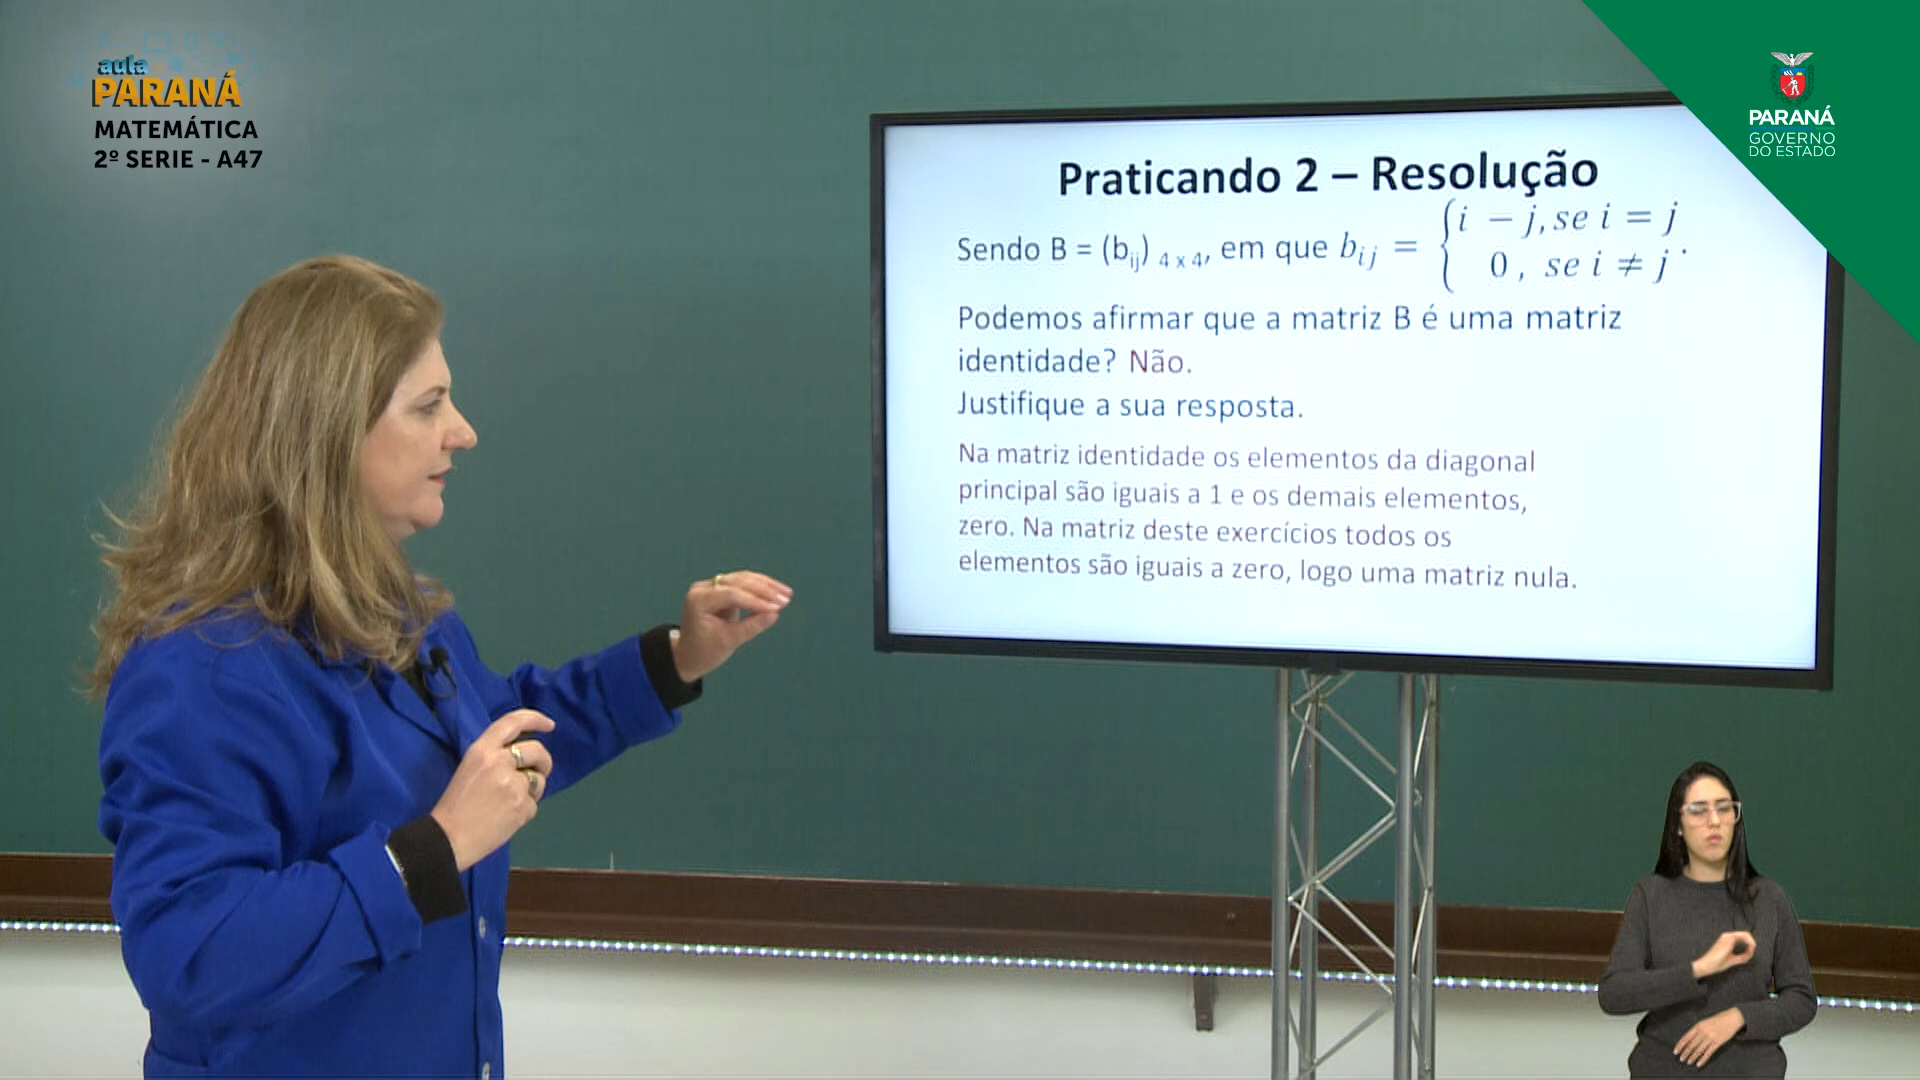 aula
PARANÁ
MATEMÁTICA
2º SERIE - A47
PARANÁ
GOVERNO
DO ESTADO
Praticando 2 – Resolução
Sendo B = (bij) 4 x 4, em que bij = { i − j, se i = j
0 , se i ≠ j .
Podemos afirmar que a matriz B é uma matriz
identidade? Não.
Justifique a sua resposta.
Na matriz identidade os elementos da diagonal
principal são iguais a 1 e os demais elementos,
zero. Na matriz deste exercícios todos os
elementos são iguais a zero, logo uma matriz nula.